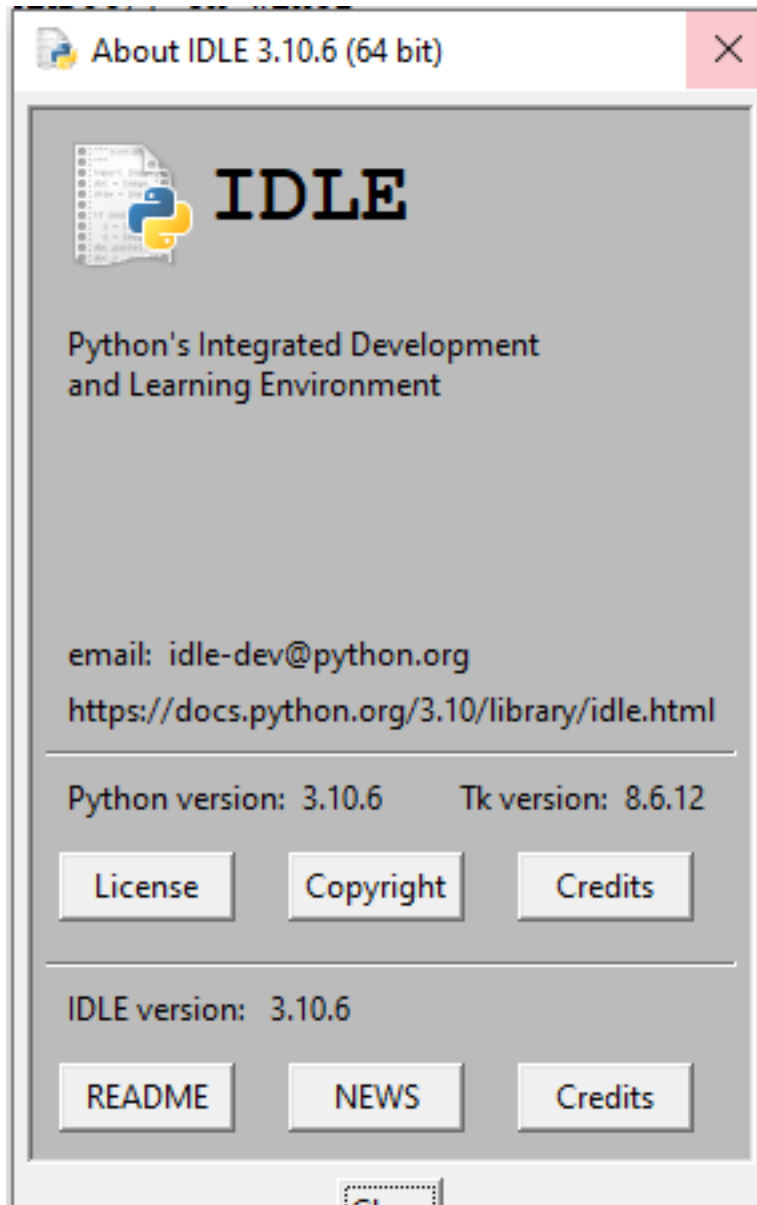 About IDLE 3.10.6 (64 bit)
IDLE
Python's Integrated Development
and Learning Environment
email: idle-dev@python.org
https://docs.python.org/3.10/library/idle.html
Python version: 3.10.6 Tk version: 8.6.12
License Copyright Credits
IDLE version: 3.10.6
README NEWS Credits